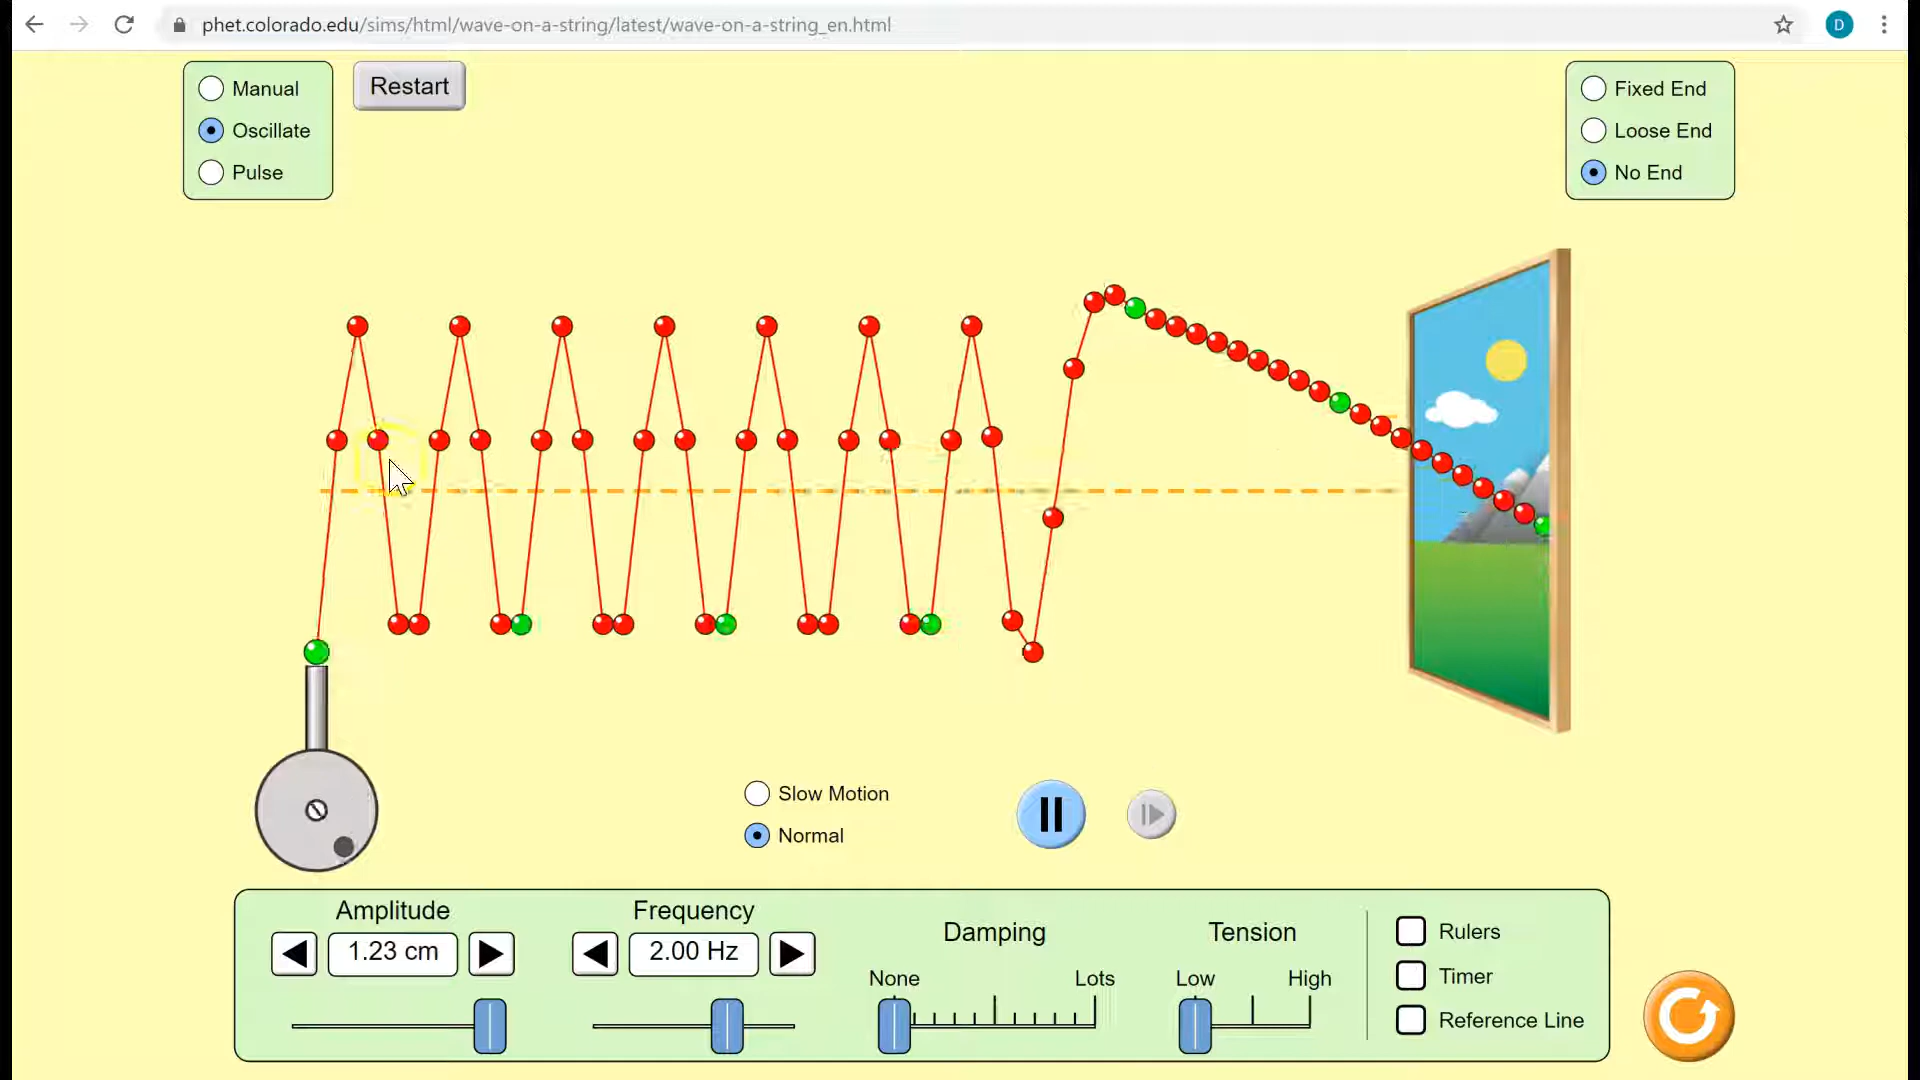 phet.colorado.edu/sims/html/wave-on-a-string/latest/wave-on-a-string_en.html
D
Manual
Oscillate
Pulse
Restart
Fixed End
Loose End
No End
Slow Motion
Normal
Amplitude
1.23 cm
Frequency
2.00 Hz
Damping
None
Lots
Tension
Low
High
Rulers
Timer
Reference Line